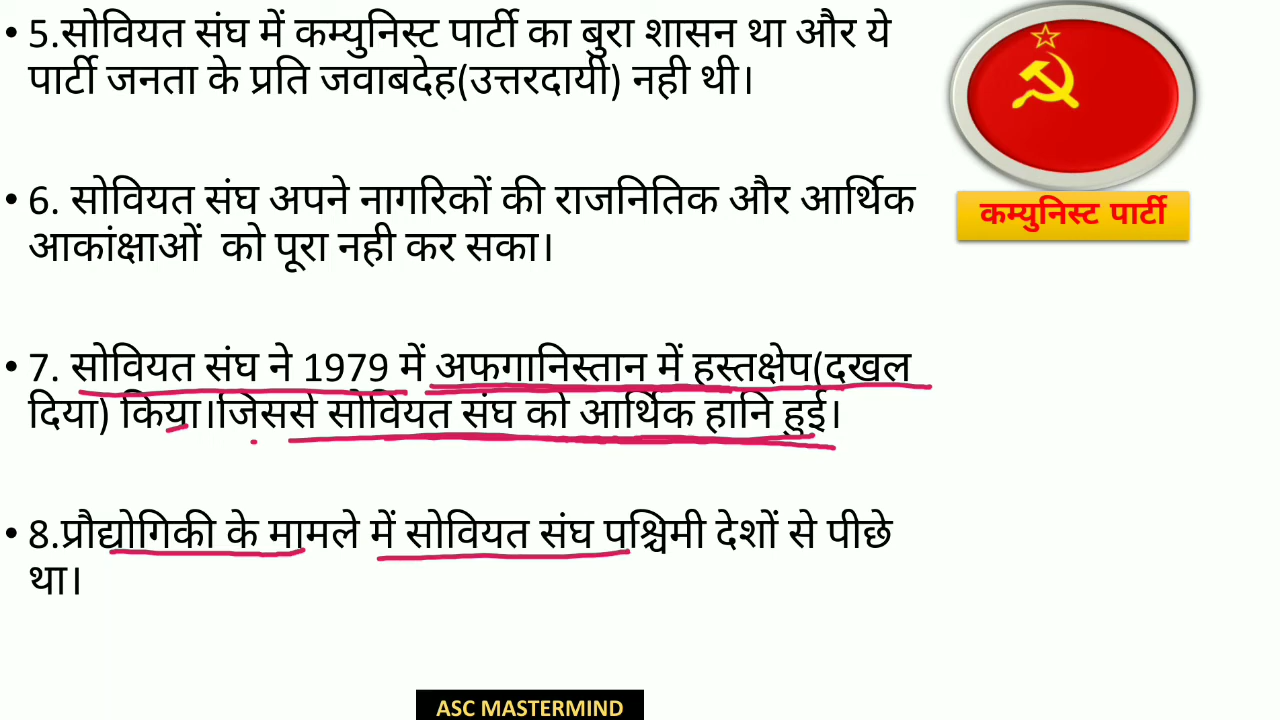 • 5.सोवियत संघ में कम्युनिस्ट पार्टी का बुरा शासन था और ये
पार्टी जनता के प्रति जवाबदेह(उत्तरदायी) नही थी।
कम्युनिस्ट पार्टी
• 6. सोवियत संघ अपने नागरिकों की राजनितिक और आर्थिक
आकांक्षाओं को पूरा नही कर सका।
• 7. सोवियत संघ ने 1979 में अफगानिस्तान में हस्तक्षेप(दखल
दिया) किया।जिससे सोवियत संघ को आर्थिक हानि हुई।
• 8.प्रौद्योगिकी के मामले में सोवियत संघ पश्चिमी देशों से पीछे
था।
ASC MASTERMIND